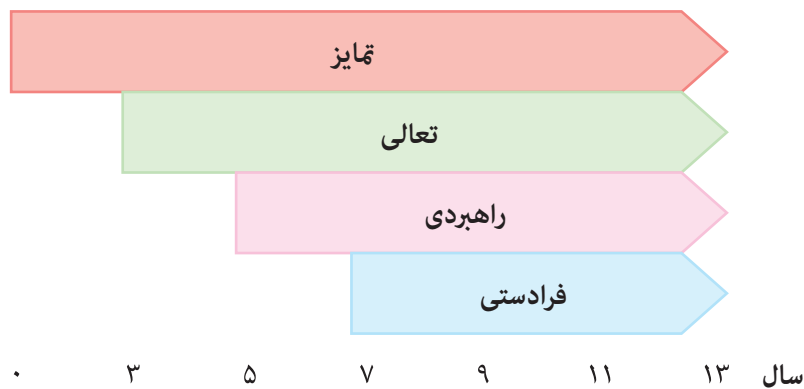 تمایز
تعالی
راهبردی
فرادستی
۰ ۳ ۵ ۷ ۹ ۱۱ ۱۳ سال